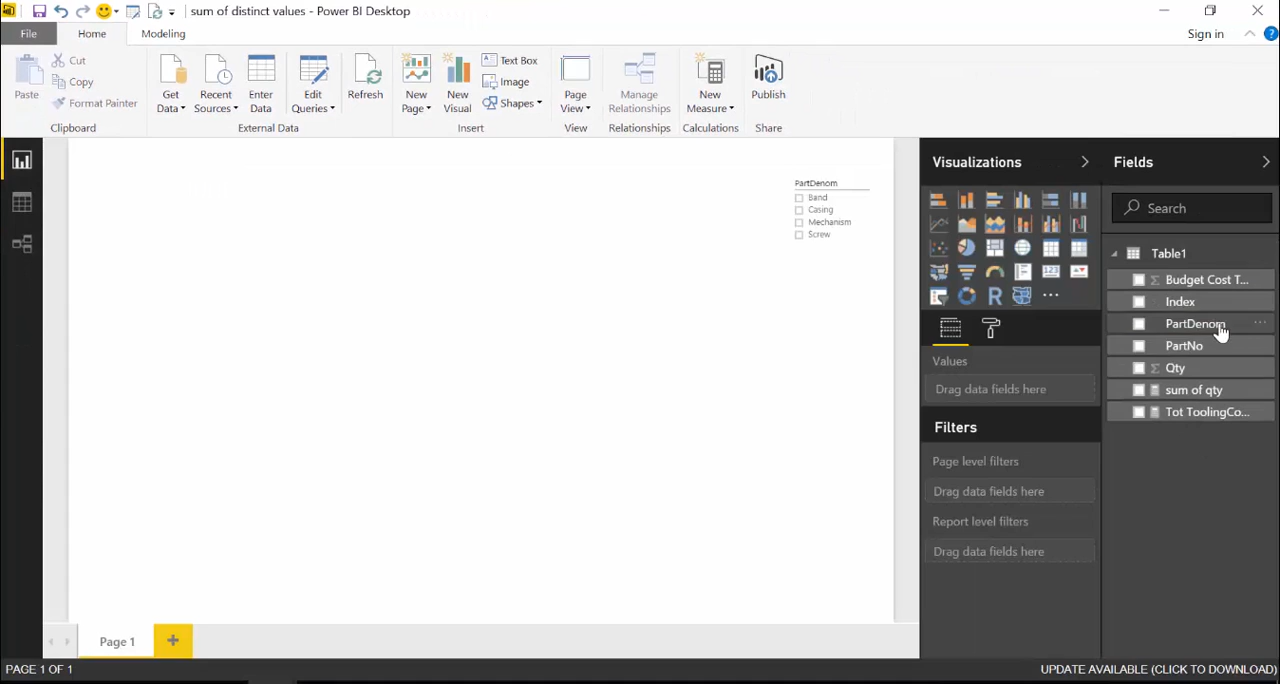 sum of distinct values - Power BI Desktop
File
Home
Modeling
Sign in
Paste
Cut
Copy
Format Painter
Clipboard
Get Data
Recent Sources
Enter Data
Edit Queries
Refresh
External Data
New Page
New Visual
Text Box
Image
Shapes
Insert
Page View
View
Manage Relationships
Relationships
New Measure
Calculations
Publish
Share
PartDenom
Band
Casing
Mechanism
Screw
Visualizations
R
123
Values
Drag data fields here
Filters
Page level filters
Drag data fields here
Report level filters
Drag data fields here
Fields
Search
Table1
Σ Budget Cost T...
Index
PartDenom
PartNo
Σ Qty
sum of qty
Tot ToolingCo...
Page 1
PAGE 1 OF 1
UPDATE AVAILABLE (CLICK TO DOWNLOAD)